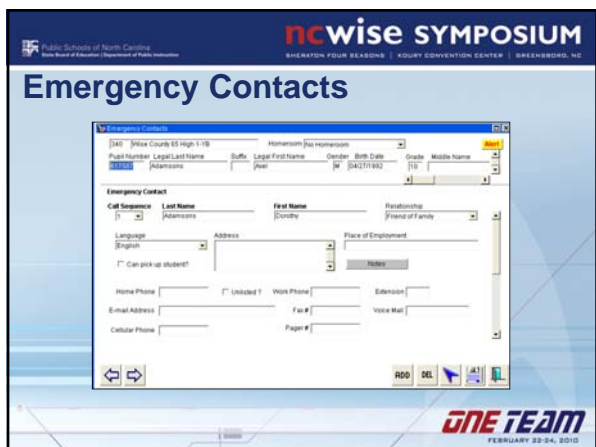 Public Schools of North Carolina
State Board of Education | Department of Public Instruction
ncwise SYMPOSIUM
SHERATON FOUR SEASONS | KOURY CONVENTION CENTER | GREENSBORO, NC
Emergency Contacts
Emergency Contacts
340 Wise County 65 High 1-YB Homeroom No Homeroom Alert
Pupil Number Legal Last Name Suffix Legal First Name Gender Birth Date Grade Middle Name
Adamsons Axel M 04/27/1992 10
Emergency Contact
Call Sequence Last Name First Name Relationship
1 Adamsons Dorothy Friend of Family
Language Address Place of Employment
English
Can pick up student? Notes
Home Phone Unlisted ? Work Phone Extension
E-mail Address Fax # Voice Mail
Cellular Phone Pager #
ADD DEL
ONE TEAM
FEBRUARY 22-24, 2010